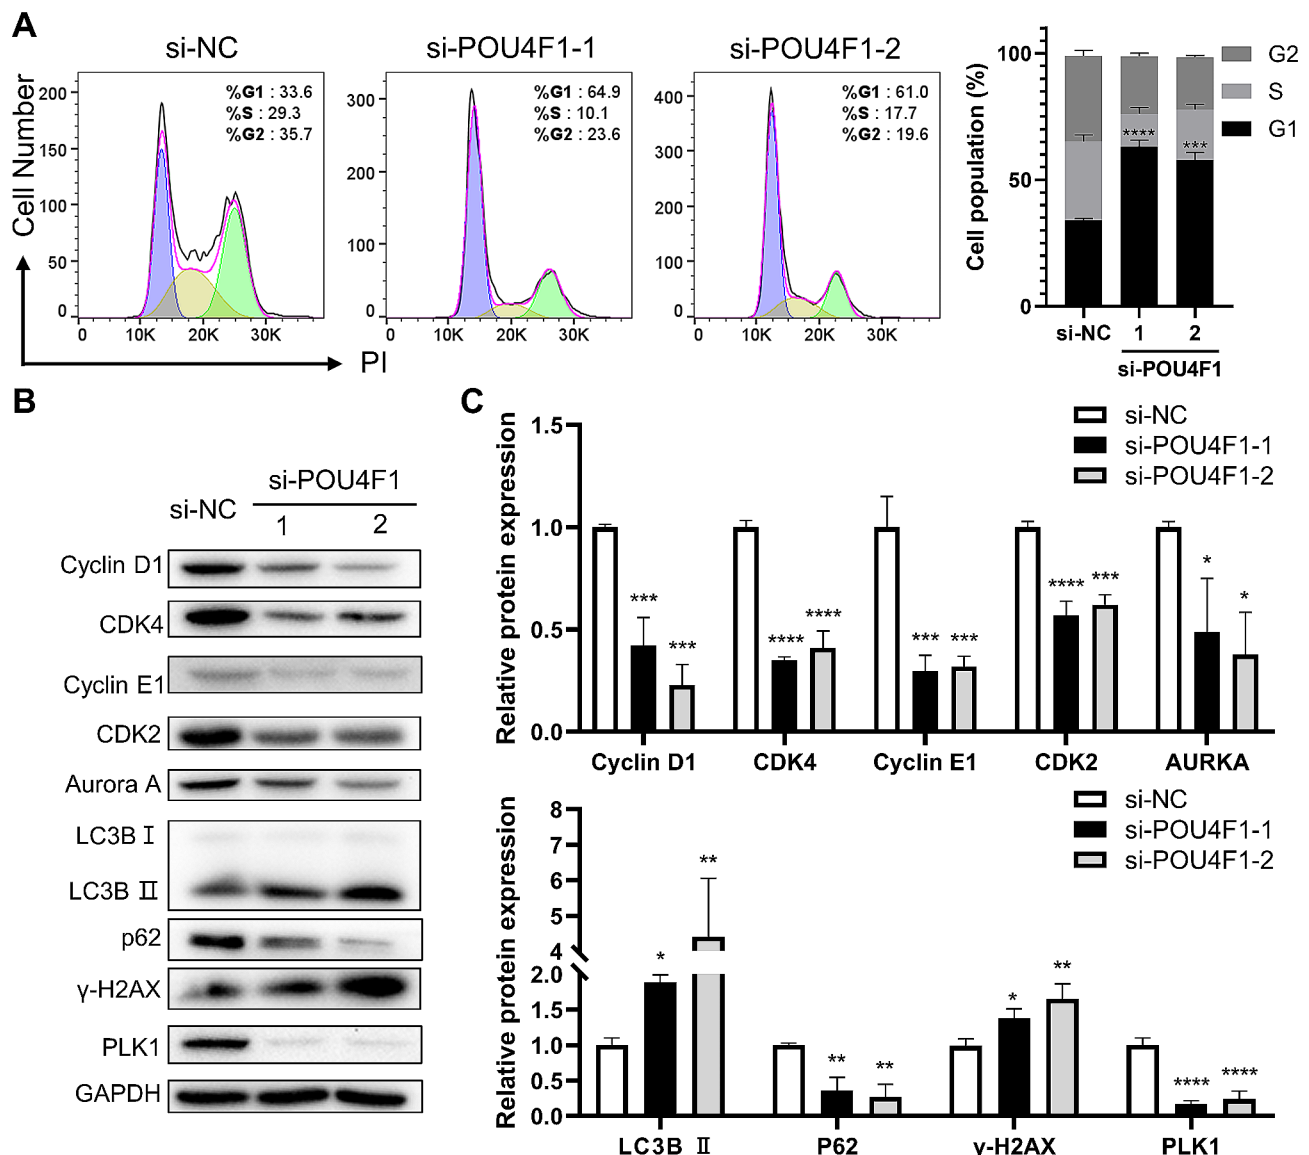 A
si-NC
si-POU4F1-1
si-POU4F1-2
Cell Number
200
150
100
50
0
%G1 : 33.6
%S : 29.3
%G2 : 35.7
0 10K 20K 30K
300
200
100
0
%G1 : 64.9
%S : 10.1
%G2 : 23.6
0 10K 20K 30K
400
300
200
100
0
%G1 : 61.0
%S : 17.7
%G2 : 19.6
0 10K 20K 30K
PI
Cell population (%)
100
50
0
**** ***
si-NC 1 2
si-POU4F1
G2
S
G1
B
si-POU4F1
si-NC 1 2
Cyclin D1
CDK4
Cyclin E1
CDK2
Aurora A
LC3B Ⅰ
LC3B Ⅱ
p62
γ-H2AX
PLK1
GAPDH
C
si-NC
si-POU4F1-1
si-POU4F1-2
Relative protein expression
1.5
1.0
0.5
0.0
*** *** **** **** *** *** **** *** * *
Cyclin D1 CDK4 Cyclin E1 CDK2 AURKA
si-NC
si-POU4F1-1
si-POU4F1-2
Relative protein expression
8
7
6
5
4
2.0
1.5
1.0
0.5
0.0
* ** ** ** * ** **** ****
LC3B Ⅱ P62 γ-H2AX PLK1